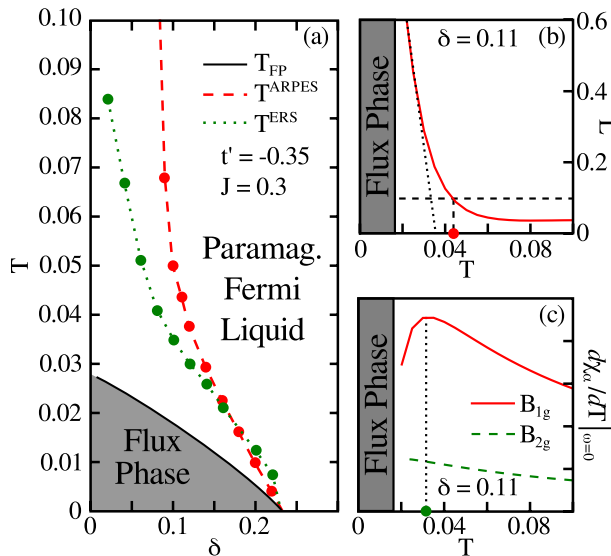 (a)
T_FP
T^ARPES
T^ERS
t' = -0.35
J = 0.3
Paramag.
Fermi
Liquid
Flux
Phase
T
0.10
0.09
0.08
0.07
0.06
0.05
0.04
0.03
0.02
0.01
0
0 0.1 0.2
δ
(b)
δ = 0.11
Flux Phase
L
0.6
0.4
0.2
0
0 0.04 0.08
T
(c)
Flux Phase
B_1g
B_2g
δ = 0.11
dχ_α/dT|_ω=0
0 0.04 0.08
T